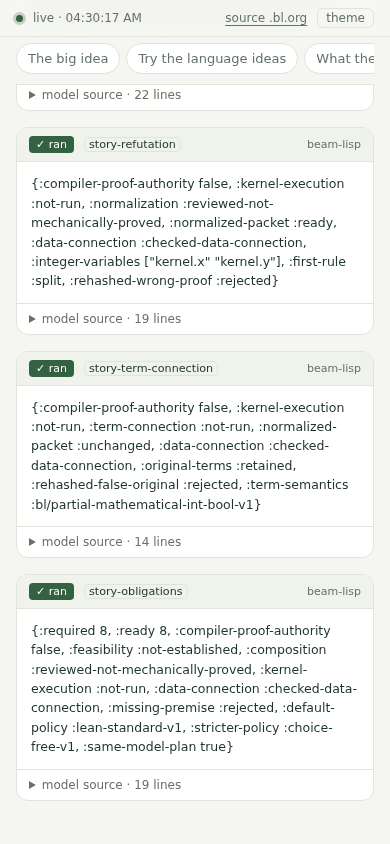 live · 04:30:17 AM
source .bl.org
theme
The big idea
Try the language ideas
What the
▶ model source · 22 lines
✓ ran story-refutation beam-lisp
{:compiler-proof-authority false, :kernel-execution
:not-run, :normalization :reviewed-not-
mechanically-proved, :normalized-packet :ready,
:data-connection :checked-data-connection,
:integer-variables ["kernel.x" "kernel.y"], :first-rule
:split, :rehashed-wrong-proof :rejected}
▶ model source · 19 lines
✓ ran story-term-connection beam-lisp
{:compiler-proof-authority false, :kernel-execution
:not-run, :term-connection :not-run, :normalized-
packet :unchanged, :data-connection :checked-
data-connection, :original-terms :retained,
:rehashed-false-original :rejected, :term-semantics
:bl/partial-mathematical-int-bool-v1}
▶ model source · 14 lines
✓ ran story-obligations beam-lisp
{:required 8, :ready 8, :compiler-proof-authority
false, :feasibility :not-established, :composition
:reviewed-not-mechanically-proved, :kernel-
execution :not-run, :data-connection :checked-data-
connection, :missing-premise :rejected, :default-
policy :lean-standard-v1, :stricter-policy :choice-
free-v1, :same-model-plan true}
▶ model source · 19 lines